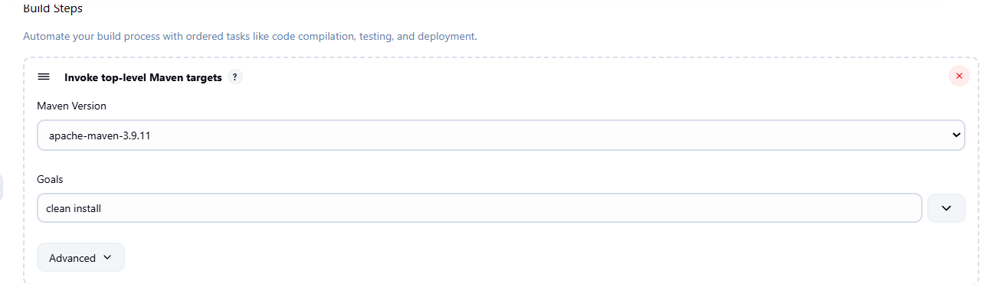 Build Steps
Automate your build process with ordered tasks like code compilation, testing, and deployment.
Invoke top-level Maven targets ?
Maven Version
apache-maven-3.9.11
Goals
clean install
Advanced